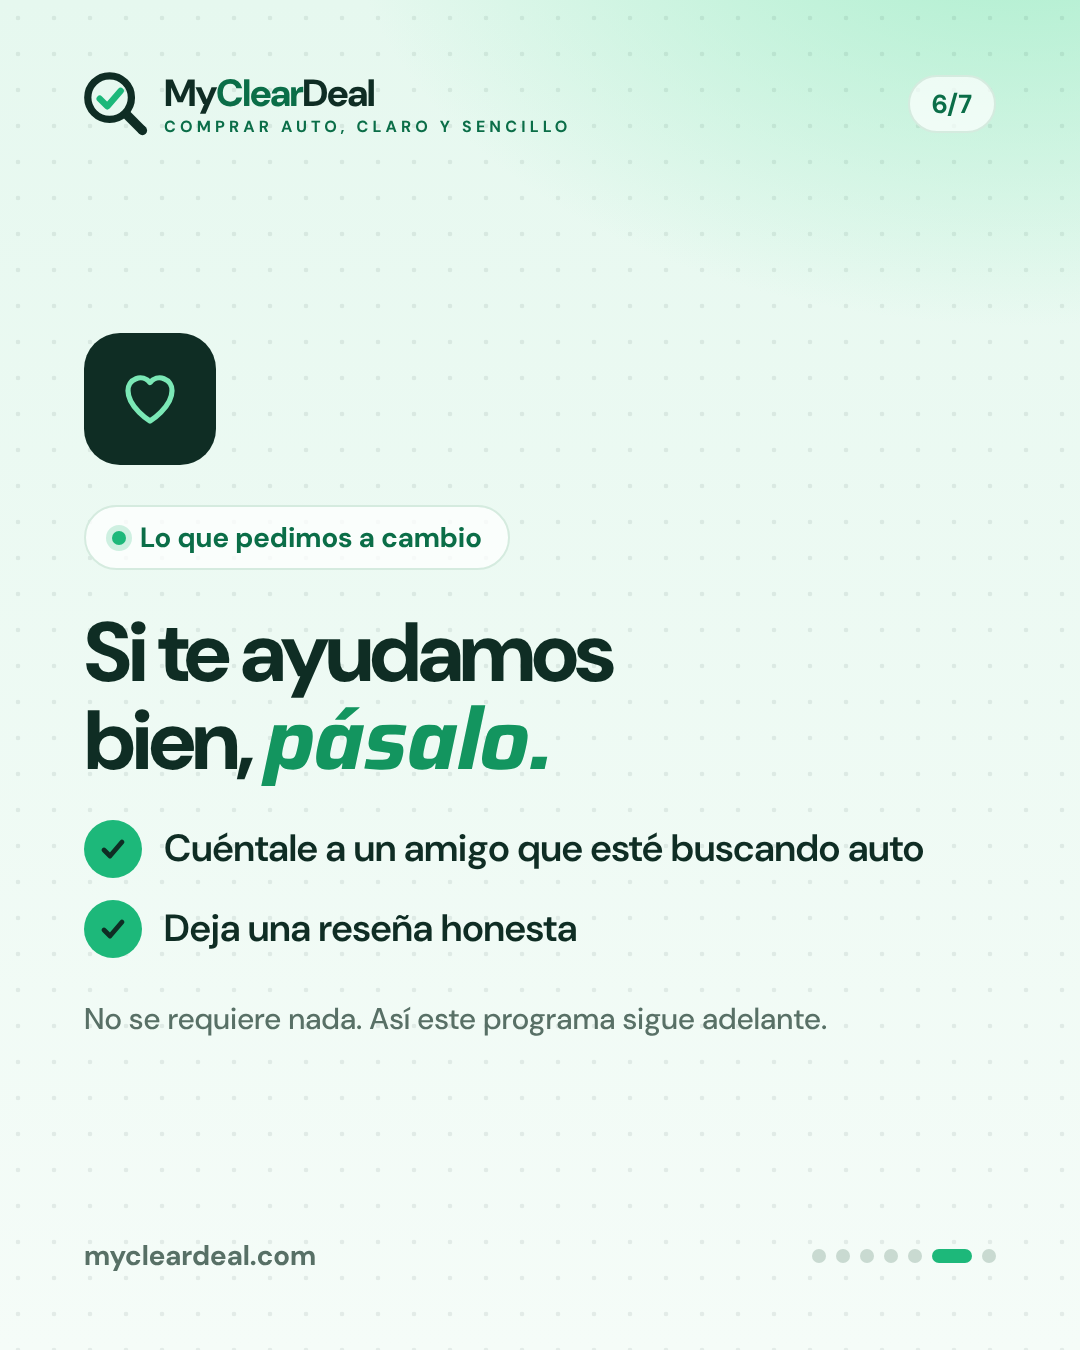 MyClearDeal
COMPRAR AUTO, CLARO Y SENCILLO
6/7
Lo que pedimos a cambio
Si te ayudamos
bien, pásalo.
Cuéntale a un amigo que esté buscando auto
Deja una reseña honesta
No se requiere nada. Así este programa sigue adelante.
mycleardeal.com